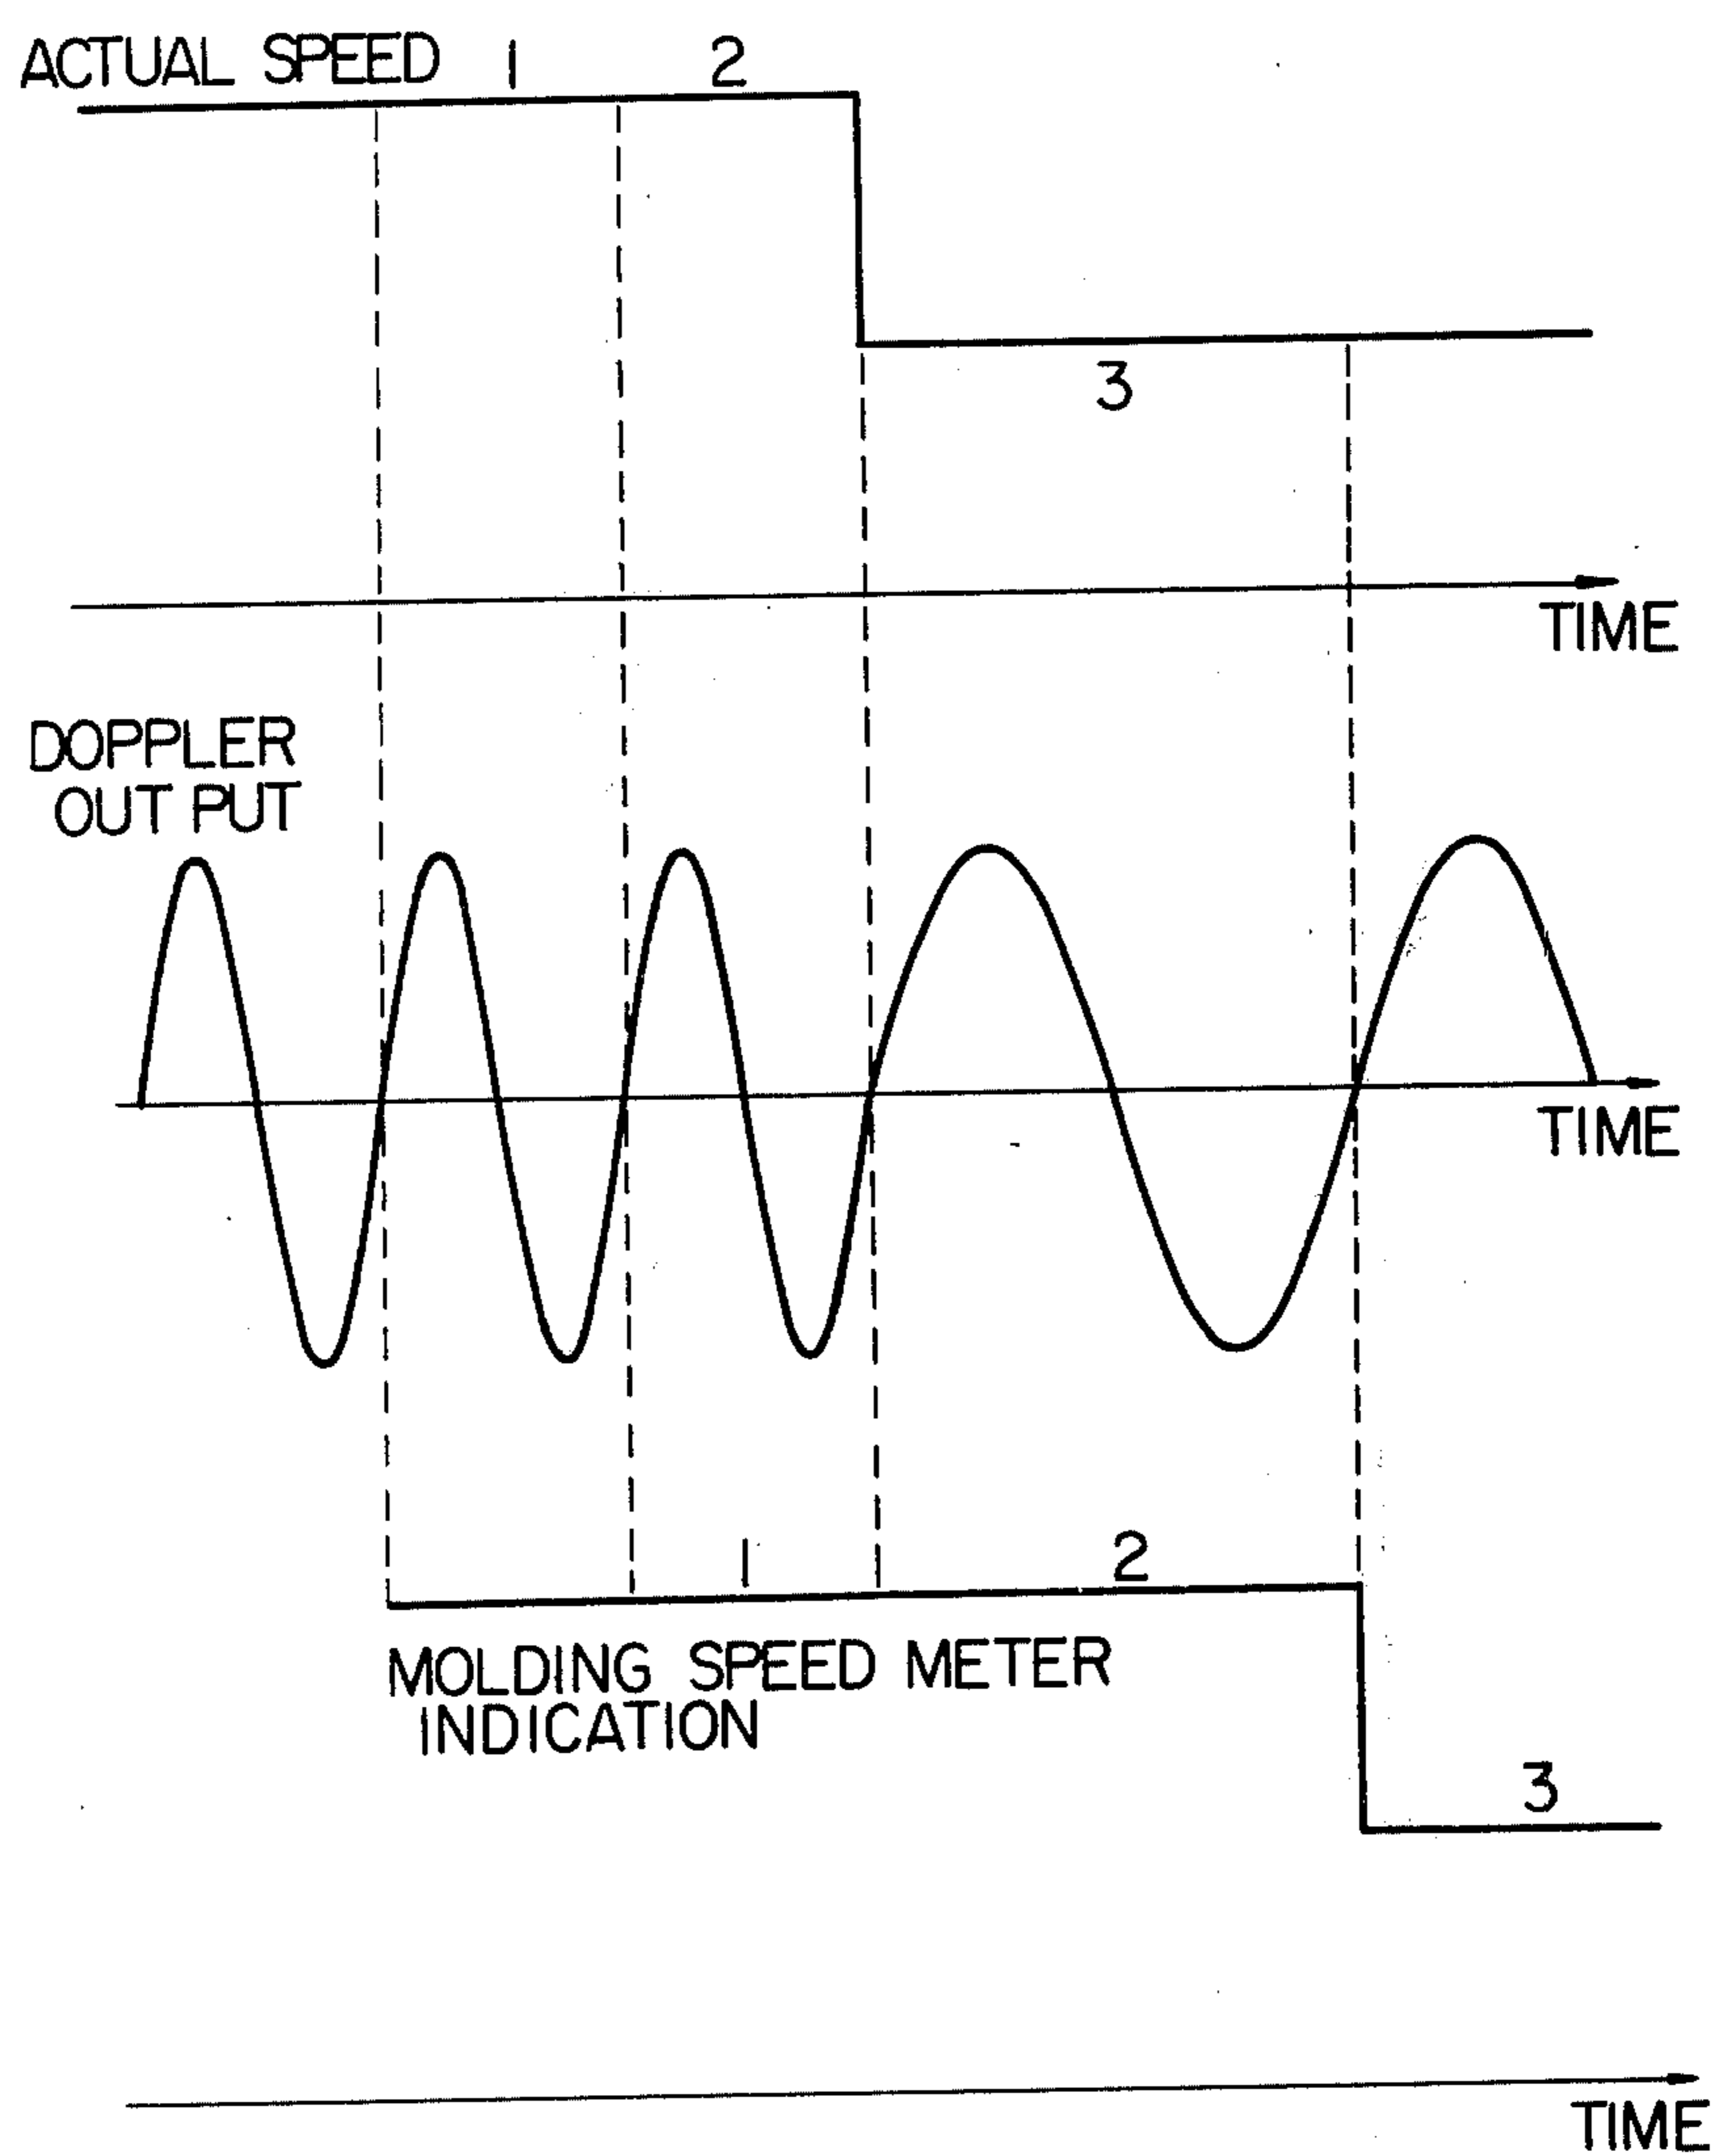 ACTUAL SPEED 1 2
3
TIME
DOPPLER
OUT PUT
TIME
1 2
MOLDING SPEED METER
INDICATION
3
TIME